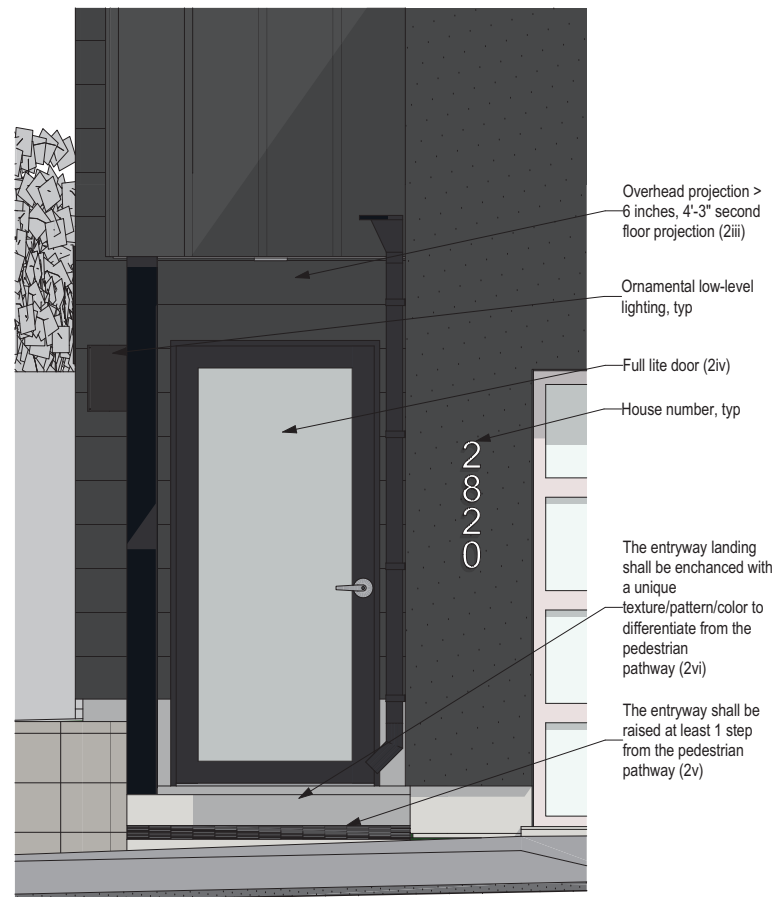 Overhead projection >
6 inches, 4'-3" second
floor projection (2iii)
Ornamental low-level
lighting, typ
Full lite door (2iv)
House number, typ
2
8
2
0
The entryway landing
shall be enchanced with
a unique
texture/pattern/color to
differentiate from the
pedestrian
pathway (2vi)
The entryway shall be
raised at least 1 step
from the pedestrian
pathway (2v)